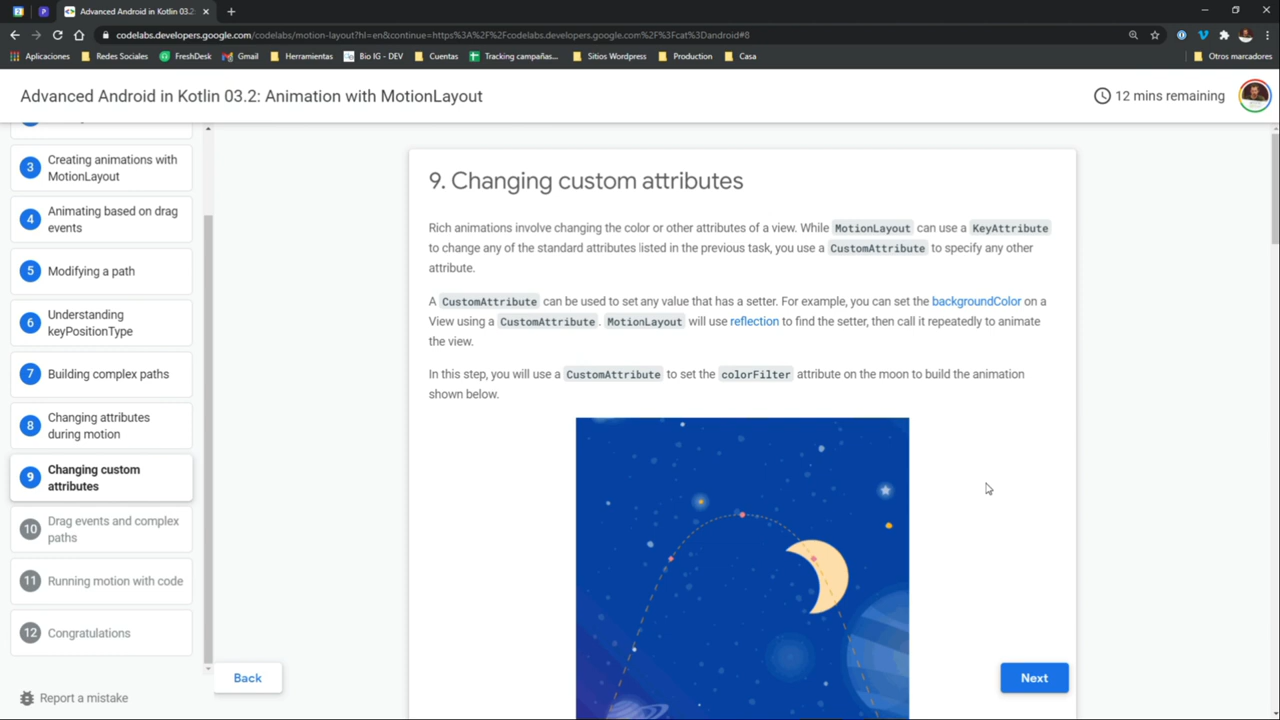 Advanced Android in Kotlin 03.2:
codelabs.developers.google.com/codelabs/motion-layout?hl=en&continue=https%3A%2F%2Fcodelabs.developers.google.com%2F%3Fcat%3Dandroid#8
Aplicaciones Redes Sociales FreshDesk Gmail Herramientas Bio IG - DEV Cuentas Tracking campañas... Sitios Wordpress Production Casa Otros marcadores
Advanced Android in Kotlin 03.2: Animation with MotionLayout
12 mins remaining
3 Creating animations with
MotionLayout
4 Animating based on drag
events
5 Modifying a path
6 Understanding
keyPositionType
7 Building complex paths
8 Changing attributes
during motion
9 Changing custom
attributes
10 Drag events and complex
paths
11 Running motion with code
12 Congratulations
Report a mistake
9. Changing custom attributes
Rich animations involve changing the color or other attributes of a view. While MotionLayout can use a KeyAttribute
to change any of the standard attributes listed in the previous task, you use a CustomAttribute to specify any other
attribute.
A CustomAttribute can be used to set any value that has a setter. For example, you can set the backgroundColor on a
View using a CustomAttribute. MotionLayout will use reflection to find the setter, then call it repeatedly to animate
the view.
In this step, you will use a CustomAttribute to set the colorFilter attribute on the moon to build the animation
shown below.
Back
Next